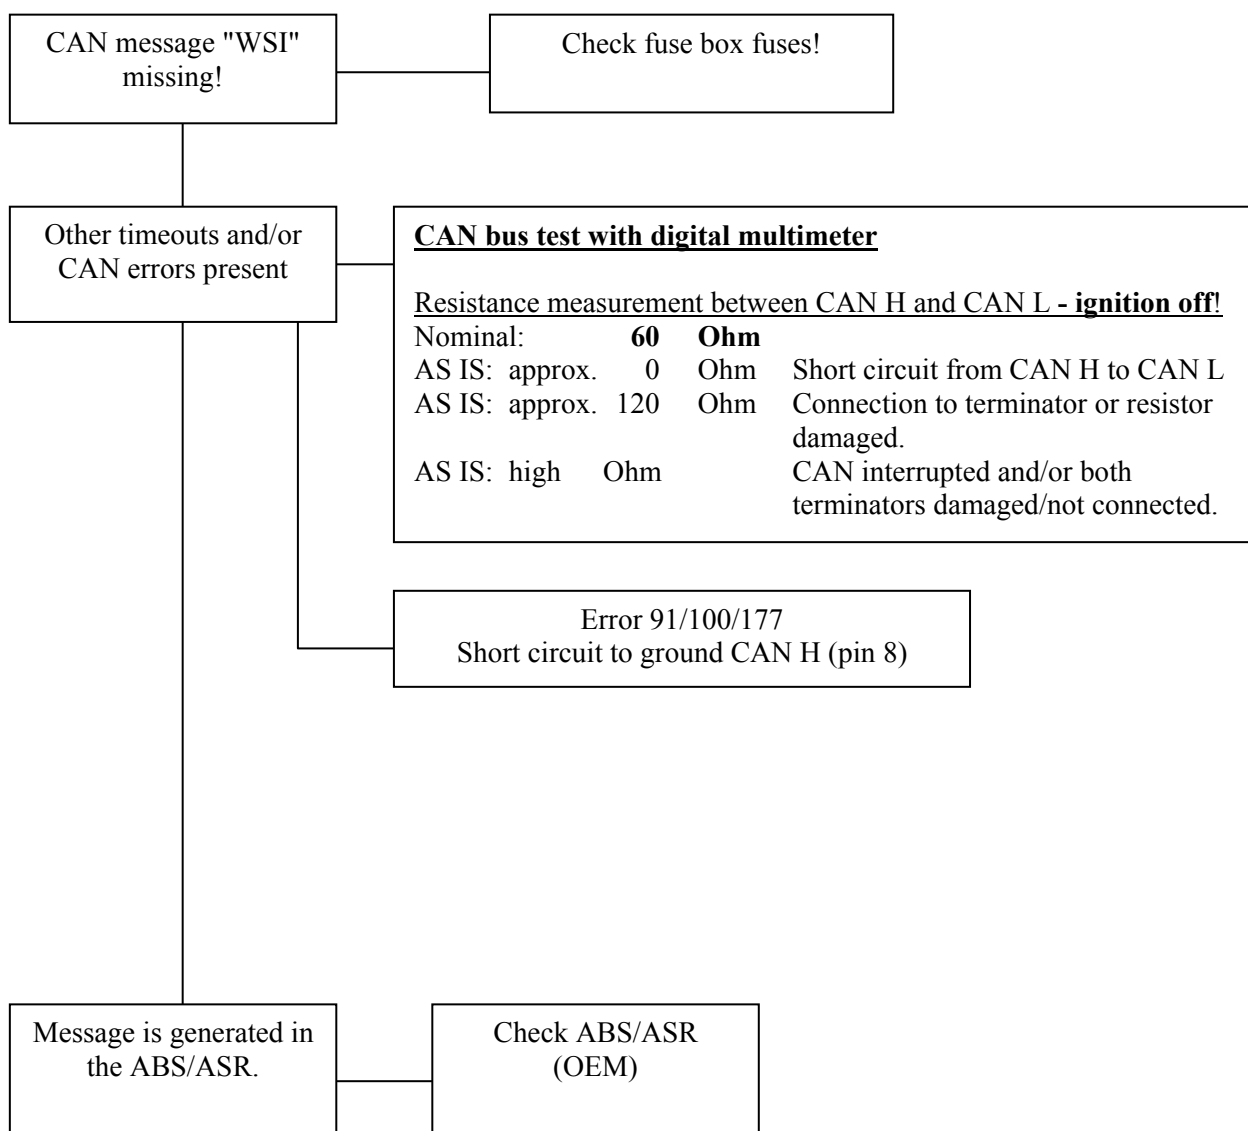 CAN message "WSI"
missing!
Check fuse box fuses!
Other timeouts and/or
CAN errors present
CAN bus test with digital multimeter
Resistance measurement between CAN H and CAN L - ignition off!
Nominal: 60 Ohm
AS IS: approx. 0 Ohm Short circuit from CAN H to CAN L
AS IS: approx. 120 Ohm Connection to terminator or resistor
damaged.
AS IS: high Ohm CAN interrupted and/or both
terminators damaged/not connected.
Error 91/100/177
Short circuit to ground CAN H (pin 8)
Message is generated in
the ABS/ASR.
Check ABS/ASR
(OEM)